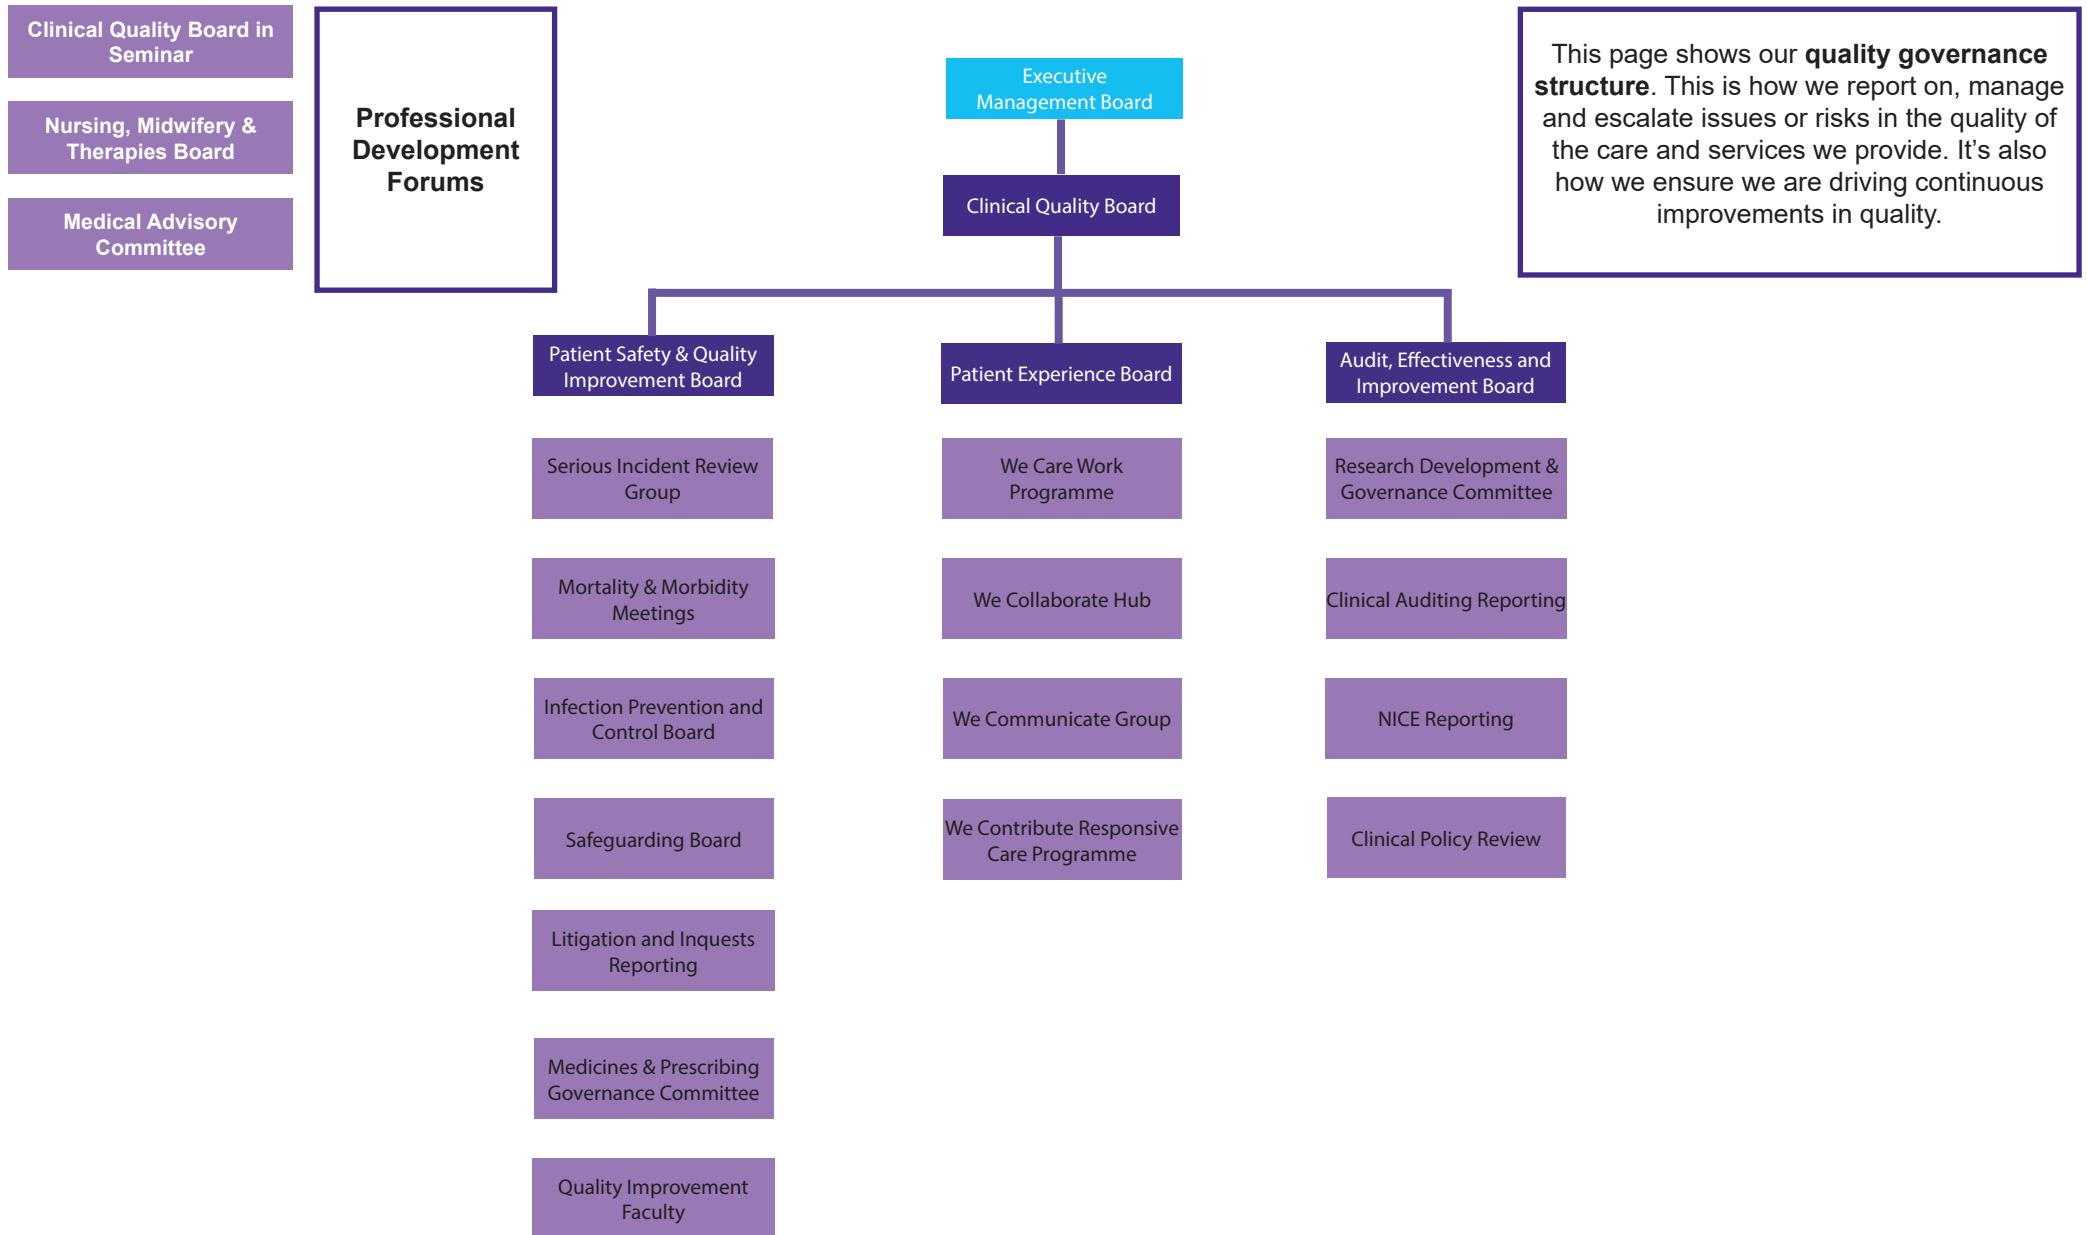 Clinical Quality Board in
Seminar
Nursing, Midwifery &
Therapies Board
Medical Advisory
Committee
Professional
Development
Forums
Executive
Management Board
Clinical Quality Board
This page shows our quality governance
structure. This is how we report on, manage
and escalate issues or risks in the quality of
the care and services we provide. It’s also
how we ensure we are driving continuous
improvements in quality.
Patient Safety & Quality
Improvement Board
Serious Incident Review
Group
Mortality & Morbidity
Meetings
Infection Prevention and
Control Board
Safeguarding Board
Litigation and Inquests
Reporting
Medicines & Prescribing
Governance Committee
Quality Improvement
Faculty
Patient Experience Board
We Care Work
Programme
We Collaborate Hub
We Communicate Group
We Contribute Responsive
Care Programme
Audit, Effectiveness and
Improvement Board
Research Development &
Governance Committee
Clinical Auditing Reporting
NICE Reporting
Clinical Policy Review